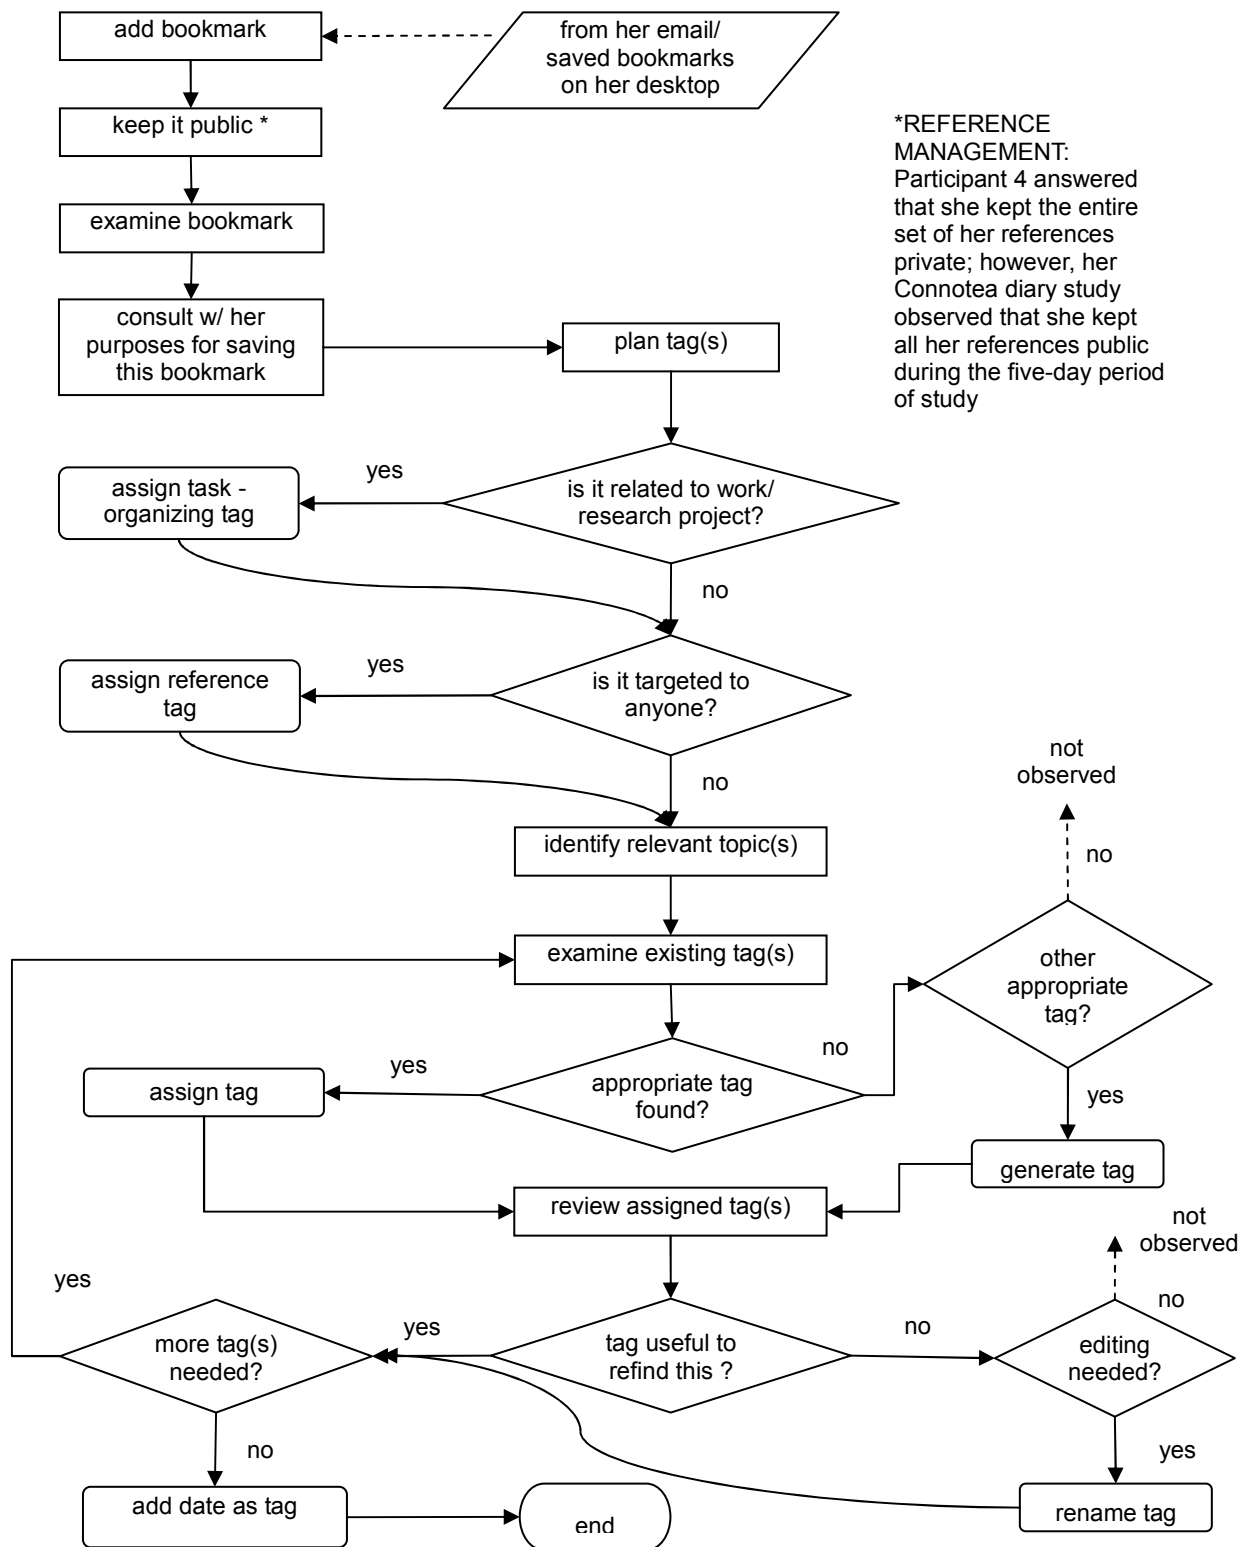 add bookmark
from her email/
saved bookmarks
on her desktop
keep it public *
*REFERENCE
MANAGEMENT:
Participant 4 answered
that she kept the entire
set of her references
private; however, her
Connotea diary study
observed that she kept
all her references public
during the five-day period
of study
examine bookmark
consult w/ her
purposes for saving
this bookmark
plan tag(s)
is it related to work/
research project?
yes
assign task -
organizing tag
no
is it targeted to
anyone?
yes
assign reference
tag
no
identify relevant topic(s)
examine existing tag(s)
appropriate tag
found?
yes
assign tag
no
other
appropriate
tag?
no
not
observed
yes
generate tag
review assigned tag(s)
tag useful to
refind this ?
yes
no
editing
needed?
no
not
observed
yes
rename tag
more tag(s)
needed?
yes
no
add date as tag
end